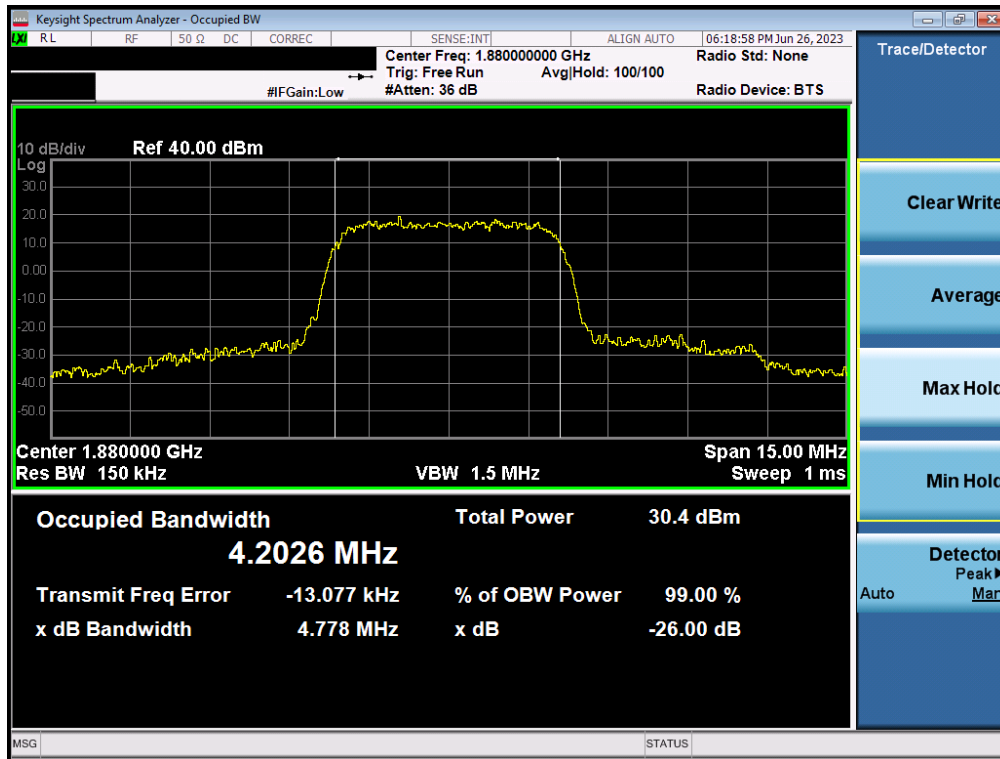 Keysight Spectrum Analyzer - Occupied BW
LXI RL RF 50 Ω DC CORREC SENSE:INT ALIGN AUTO 06:18:58 PM Jun 26, 2023
Center Freq: 1.880000000 GHz Radio Std: None
Trig: Free Run Avg|Hold: 100/100
#IFGain:Low #Atten: 36 dB Radio Device: BTS
Trace/Detector
10 dB/div Ref 40.00 dBm
Log
30.0
20.0
10.0
0.00
-10.0
-20.0
-30.0
-40.0
-50.0
Center 1.880000 GHz Span 15.00 MHz
Res BW 150 kHz VBW 1.5 MHz Sweep 1 ms
Occupied Bandwidth Total Power 30.4 dBm
4.2026 MHz
Transmit Freq Error -13.077 kHz % of OBW Power 99.00 %
x dB Bandwidth 4.778 MHz x dB -26.00 dB
Clear Write
Average
Max Hold
Min Hold
Detector
Peak
Auto Man
MSG STATUS